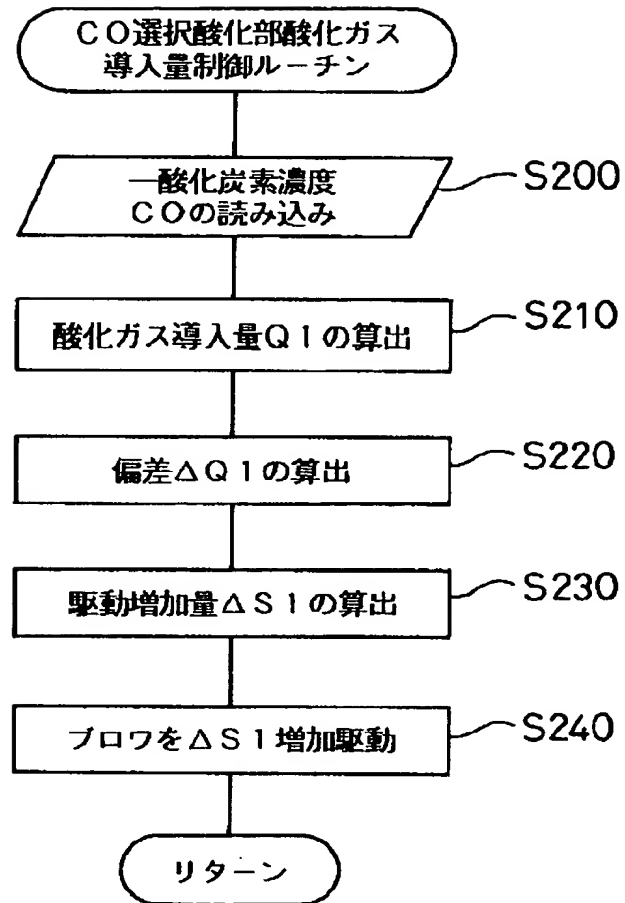 CO選択酸化部酸化ガス
導入量制御ルーチン
一酸化炭素濃度
COの読み込み
S200
酸化ガス導入量Q1の算出
S210
偏差△Q1の算出
S220
駆動増加量△S1の算出
S230
ブロワを△S1増加駆動
S240
リターン